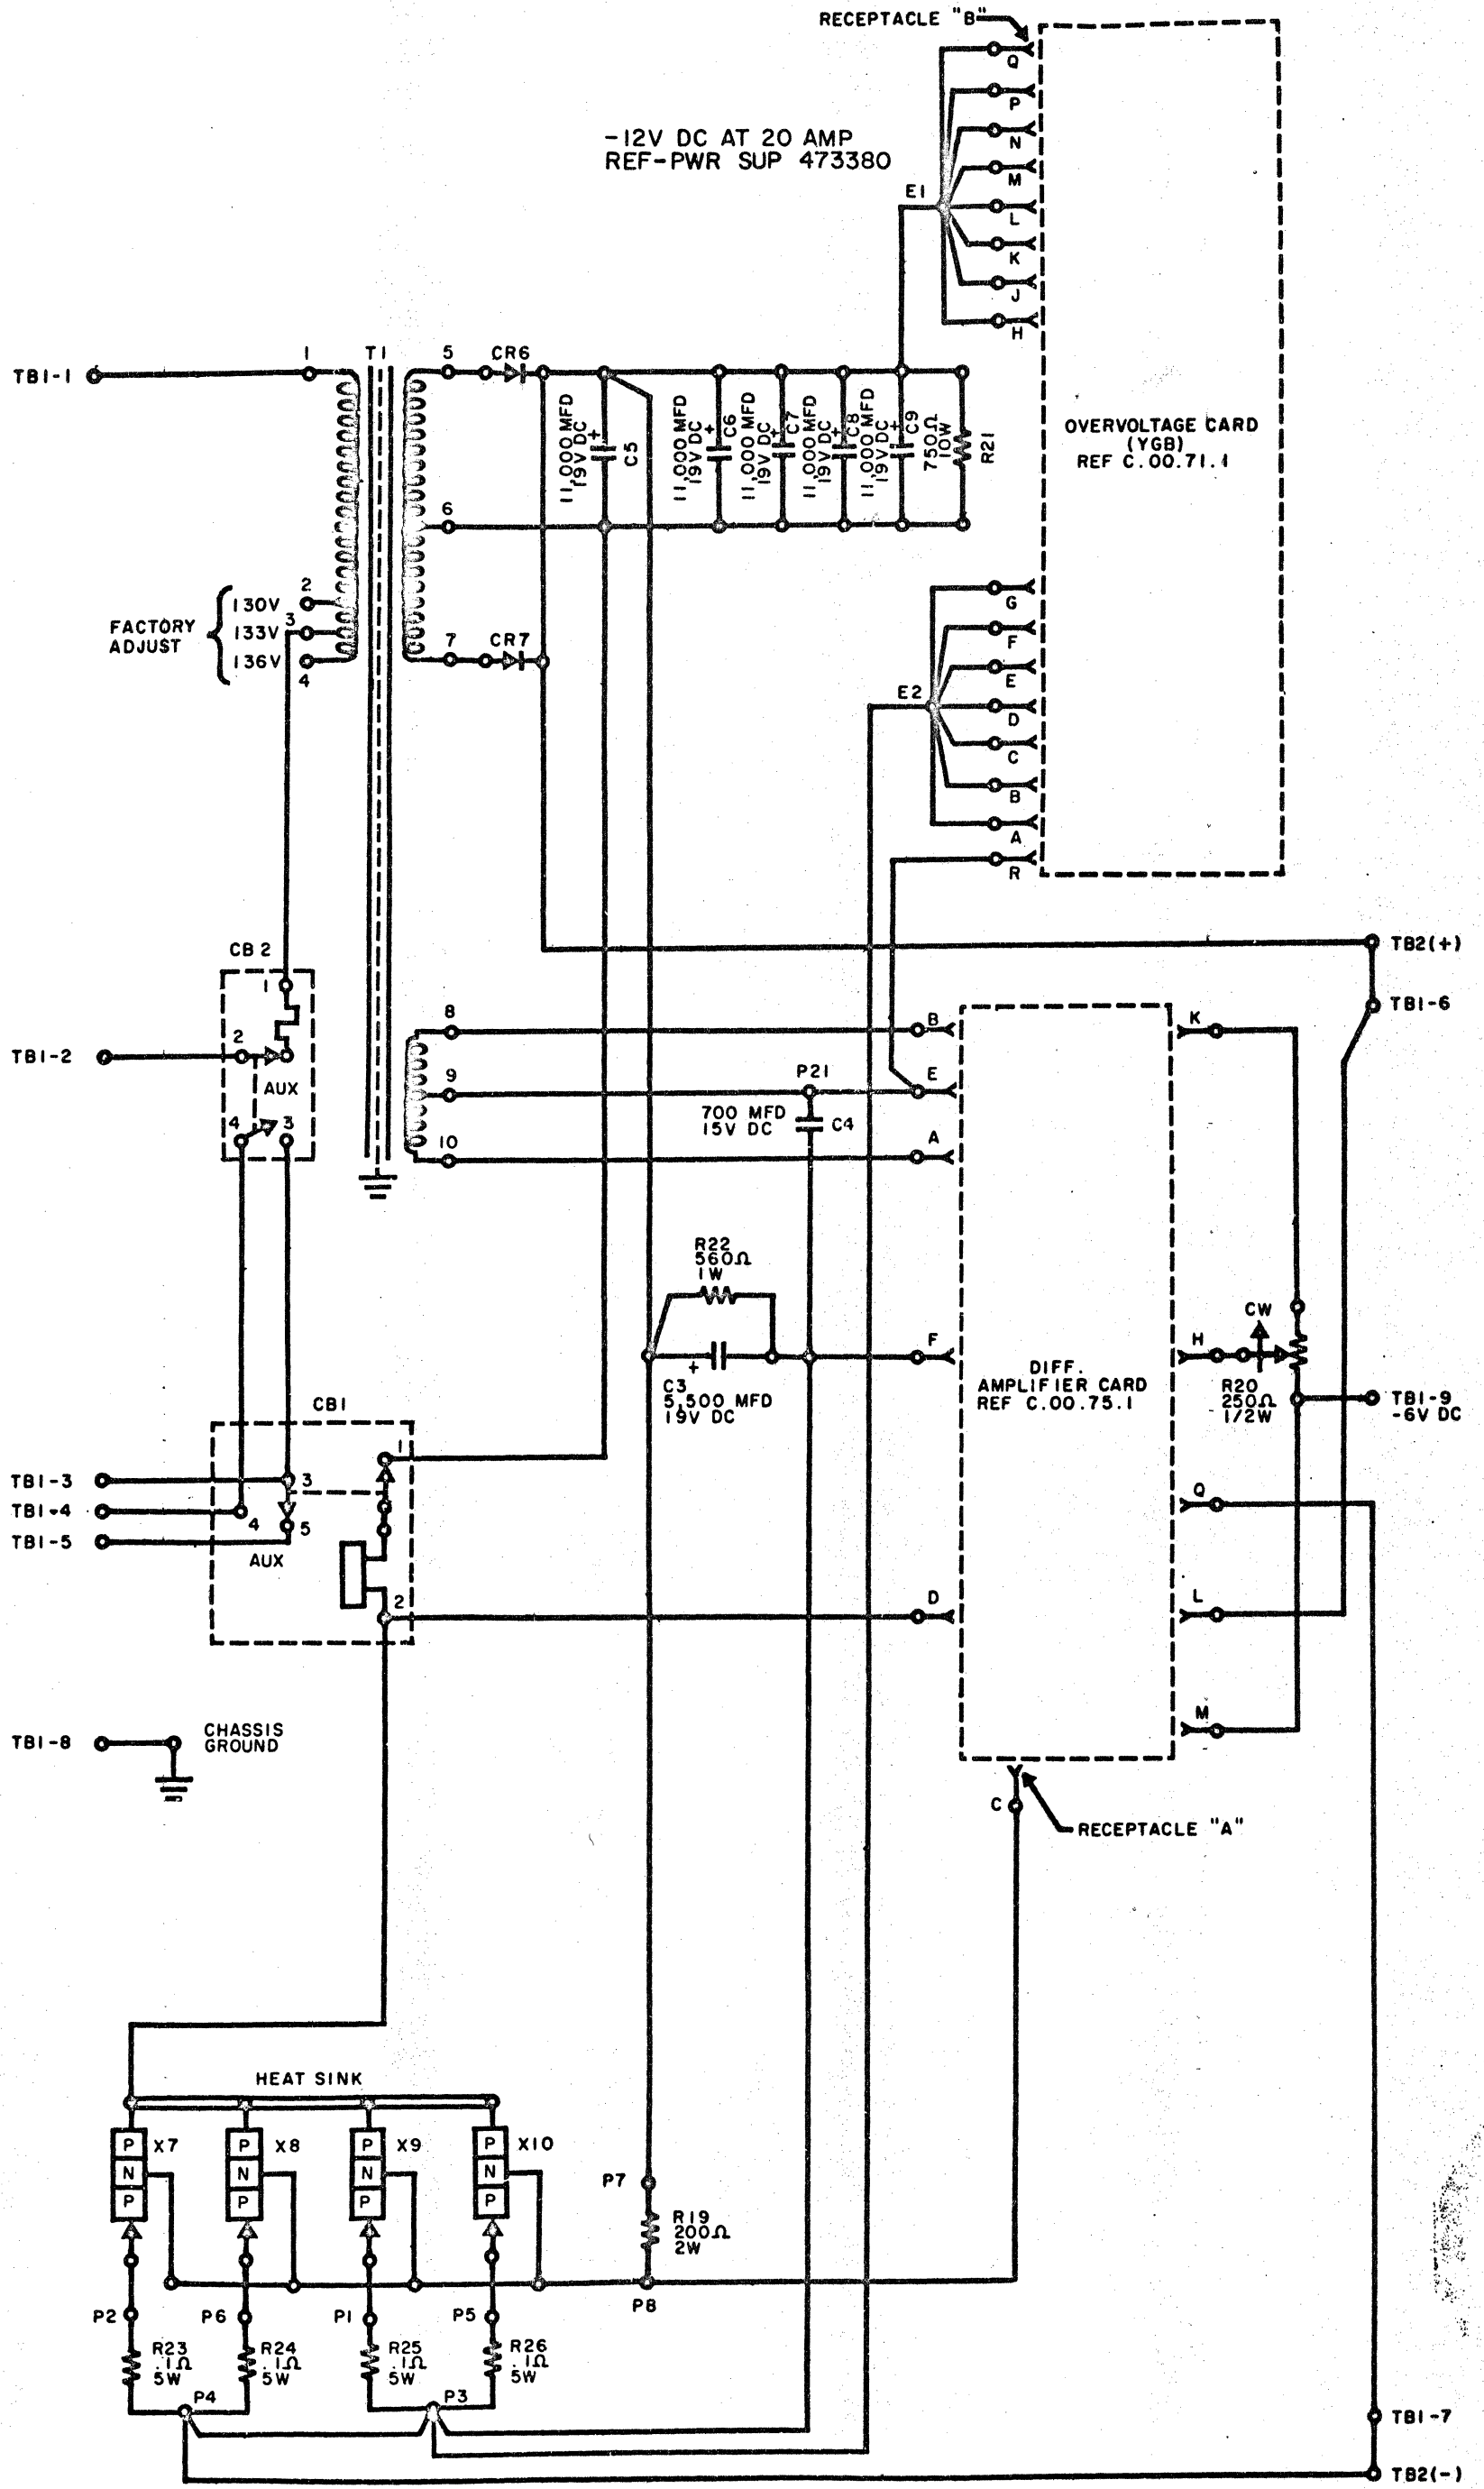 RECEPTACLE "B"
Q
P
N
M
L
K
J
H
-12V DC AT 20 AMP
REF-PWR SUP 473380
E1
OVERVOLTAGE CARD
(YGB)
REF C.00.71.1
TB1-1
1
T1
5
CR6
11,000 MFD
19V DC
+
C5
11,000 MFD
19V DC
+
C6
11,000 MFD
19V DC
+
C7
11,000 MFD
19V DC
+
C8
11,000 MFD
19V DC
+
C9
750Ω
10W
R21
6
FACTORY
ADJUST
2
130V
3
133V
136V
4
7
CR7
G
F
E
E2
D
C
B
A
R
TB2(+)
TB1-6
CB 2
1
TB1-2
2
AUX
4
3
8
B
K
9
P21
E
700 MFD
15V DC
C4
10
A
R22
560Ω
1W
+
C3
5,500 MFD
19V DC
F
DIFF.
AMPLIFIER CARD
REF C.00.75.1
H
CW
R20
250Ω
1/2W
TB1-9
-6V DC
CB1
1
TB1-3
3
TB1-4
4
TB1-5
5
AUX
2
D
Q
L
M
TB1-8
CHASSIS
GROUND
C
RECEPTACLE "A"
HEAT SINK
P
N
P
X7
P
N
P
X8
P
N
P
X9
P
N
P
X10
P7
R19
200Ω
2W
P8
P2
P6
P1
P5
R23
.1Ω
5W
R24
.1Ω
5W
R25
.1Ω
5W
R26
.1Ω
5W
P4
P3
TB1-7
TB2(-)